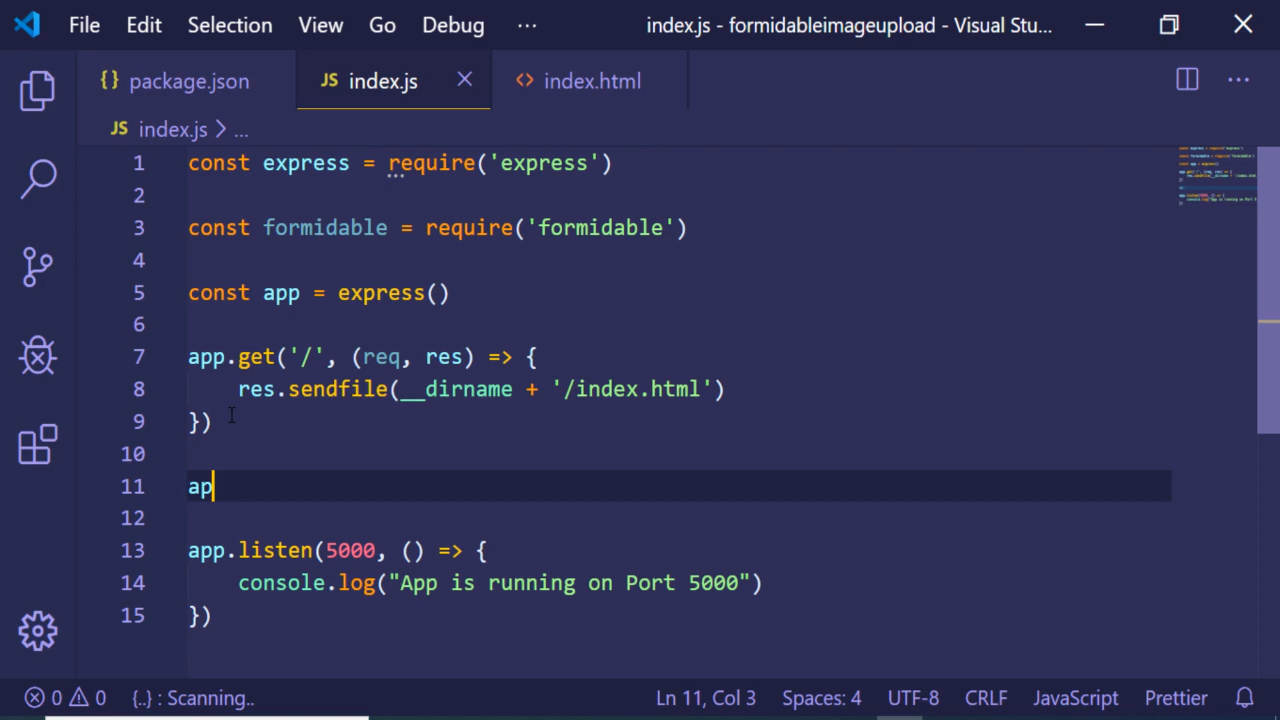 File Edit Selection View Go Debug ··· index.js - formidableimageupload - Visual Stu...
{} package.json JS index.js <> index.html
JS index.js > ...
1 const express = require('express')
2
3 const formidable = require('formidable')
4
5 const app = express()
6
7 app.get('/', (req, res) => {
8 res.sendfile(__dirname + '/index.html')
9 })
10
11 ap
12
13 app.listen(5000, () => {
14 console.log("App is running on Port 5000")
15 })
0 0 {..} : Scanning.. Ln 11, Col 3 Spaces: 4 UTF-8 CRLF JavaScript Prettier